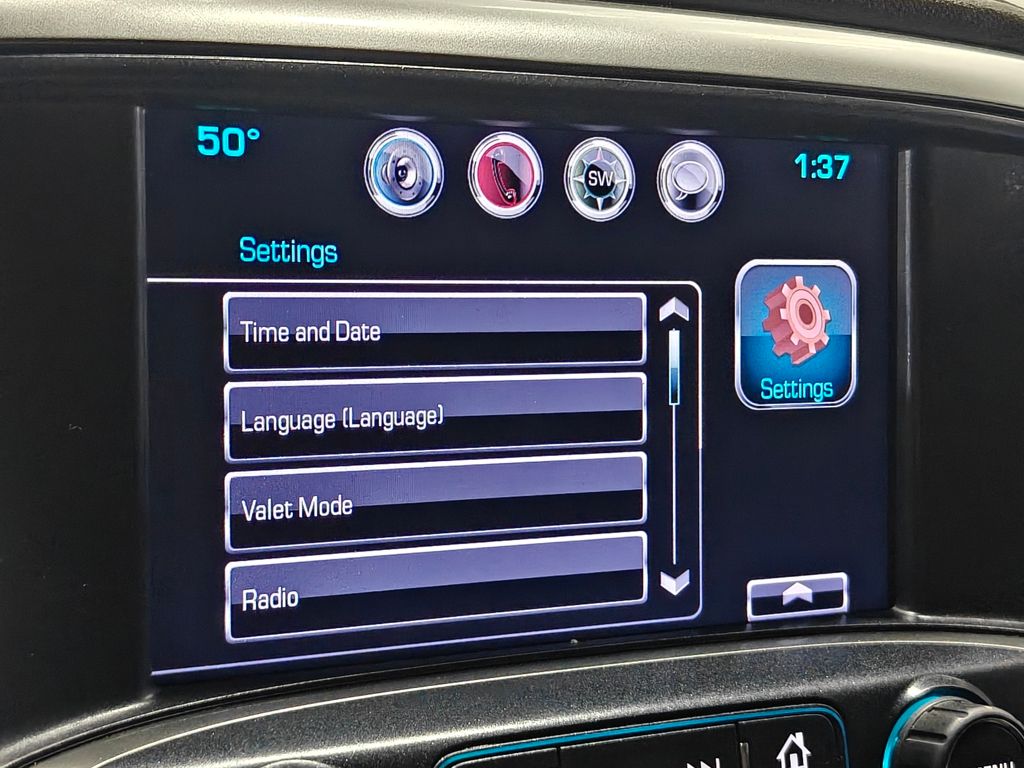 50°
SW
1:37
Settings
Time and Date
Language (Language)
Valet Mode
Radio
Settings